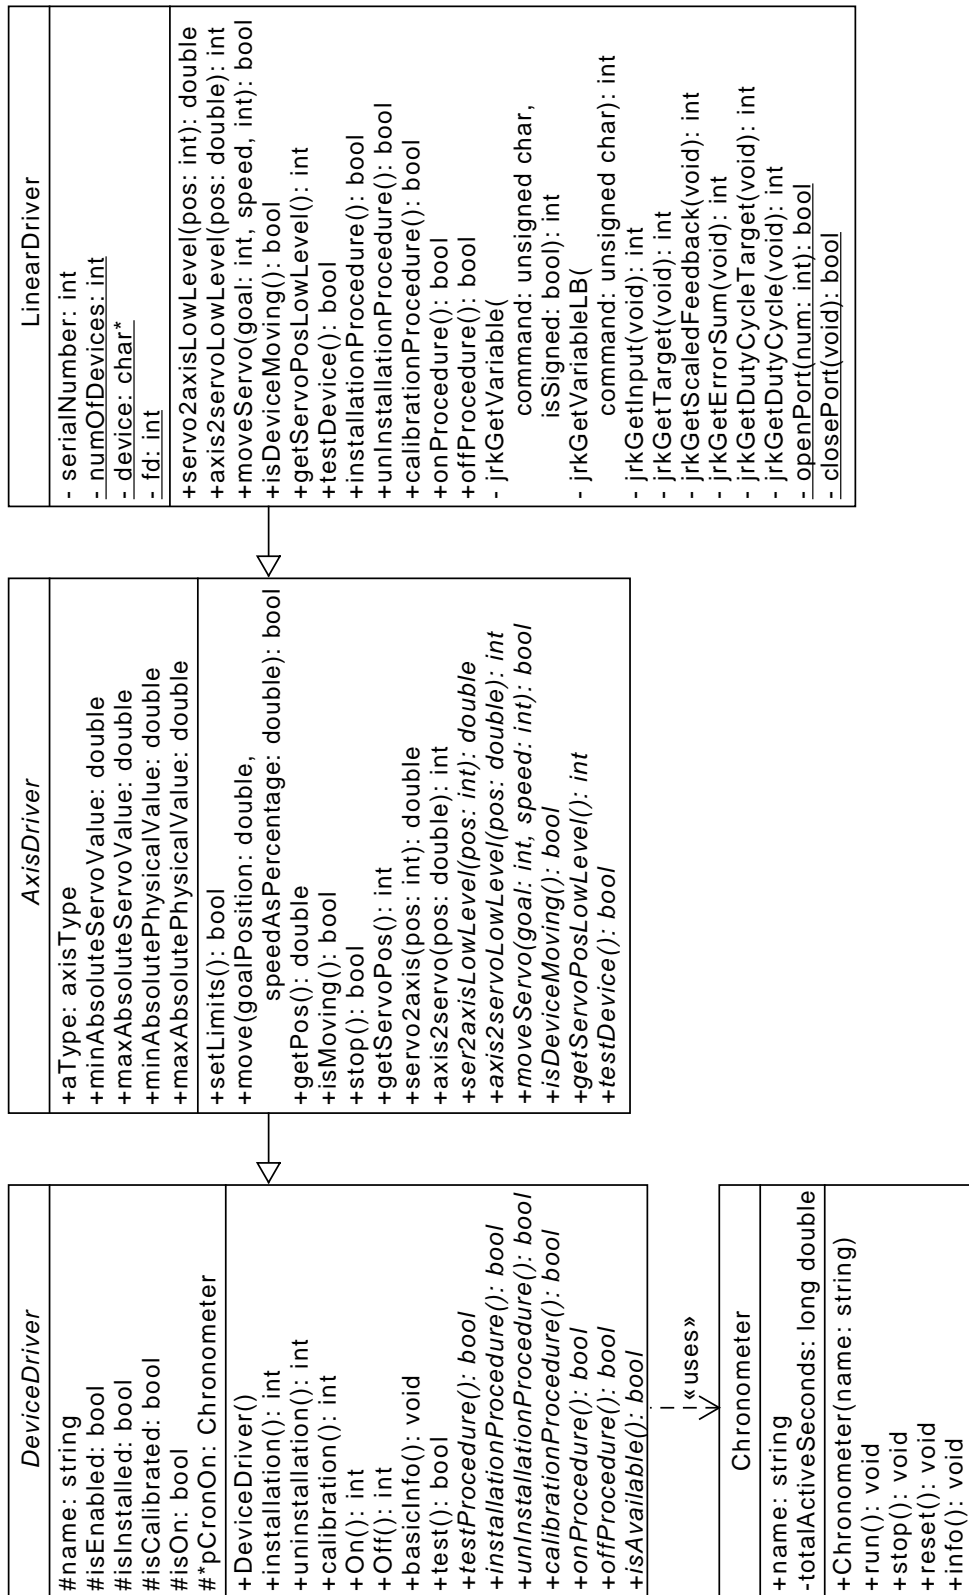 DeviceDriver
#name: string
#isEnabled: bool
#isInstalled: bool
#isCalibrated: bool
#isOn: bool
#*pCronOn: Chronometer
+DeviceDriver()
+installation(): int
+uninstallation(): int
+calibration(): int
+On(): int
+Off(): int
+basicInfo(): void
+test(): bool
+testProcedure(): bool
+installationProcedure(): bool
+unInstallationProcedure(): bool
+calibrationProcedure(): bool
+onProcedure(): bool
+offProcedure(): bool
+isAvailable(): bool
«uses»
Chronometer
+name: string
-totalActiveSeconds: long double
+Chronometer(name: string)
+run(): void
+stop(): void
+reset(): void
+info(): void
AxisDriver
+aType: axisType
+minAbsoluteServoValue: double
+maxAbsoluteServoValue: double
+minAbsolutePhysicalValue: double
+maxAbsolutePhysicalValue: double
+setLimits(): bool
+move(goalPosition: double,
speedAsPercentage: double): bool
+getPos(): double
+isMoving(): bool
+stop(): bool
+getServoPos(): int
+servo2axis(pos: int): double
+axis2servo(pos: double): int
+ser2axisLowLevel(pos: int): double
+axis2servoLowLevel(pos: double): int
+moveServo(goal: int, speed: int): bool
+isDeviceMoving(): bool
+getServoPosLowLevel(): int
+testDevice(): bool
LinearDriver
- serialNumber: int
- numOfDevices: int
- device: char*
- fd: int
+servo2axisLowLevel(pos: int): double
+axis2servoLowLevel(pos: double): int
+moveServo(goal: int, speed, int): bool
+isDeviceMoving(): bool
+getServoPosLowLevel(): int
+testDevice(): bool
+installationProcedure(): bool
+unInstallationProcedure(): bool
+calibrationProcedure(): bool
+onProcedure(): bool
+offProcedure(): bool
- jrkGetVariable(
command: unsigned char,
isSigned: bool): int
- jrkGetVariableLB(
command: unsigned char): int
- jrkGetInput(void): int
- jrkGetTarget(void): int
- jrkGetScaledFeedback(void): int
- jrkGetErrorSum(void): int
- jrkGetDutyCycleTarget(void): int
- jrkGetDutyCycle(void): int
- openPort(num: int): bool
- closePort(void): bool